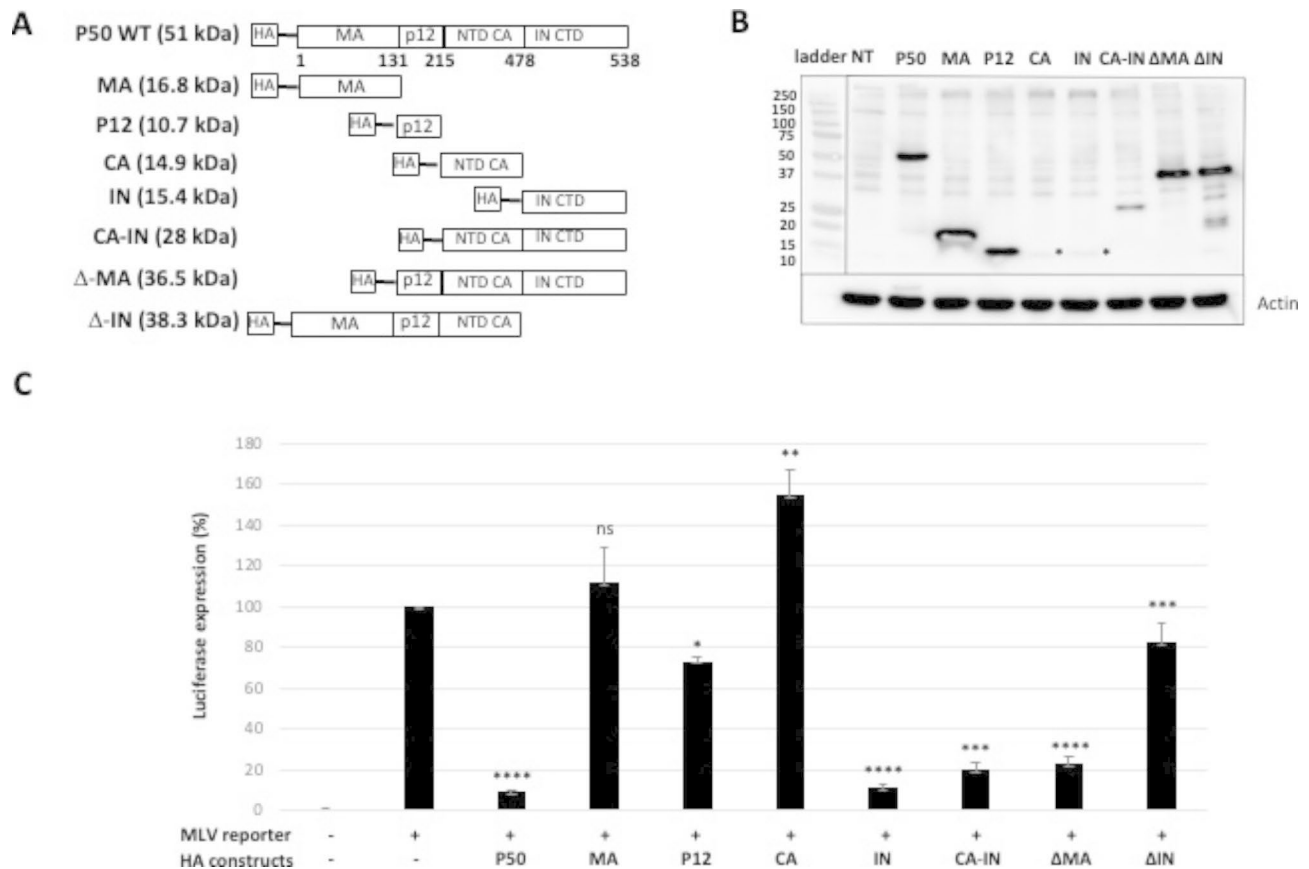 A
P50 WT (51 kDa) HA MA p12 NTD CA IN CTD
1 131 215 478 538
MA (16.8 kDa) HA MA
P12 (10.7 kDa) HA p12
CA (14.9 kDa) HA NTD CA
IN (15.4 kDa) HA IN CTD
CA-IN (28 kDa) HA NTD CA IN CTD
Δ-MA (36.5 kDa) HA p12 NTD CA IN CTD
Δ-IN (38.3 kDa) HA MA p12 NTD CA
B
ladder NT P50 MA P12 CA IN CA-IN ΔMA ΔIN
250
150
100
75
50
37
25
20
15
10
* *
Actin
C
Luciferase expression (%)
180
160
140
120
100
80
60
40
20
0
**** ns * ** **** *** **** ***
MLV reporter - + + + + + + + + +
HA constructs - - P50 MA P12 CA IN CA-IN ΔMA ΔIN